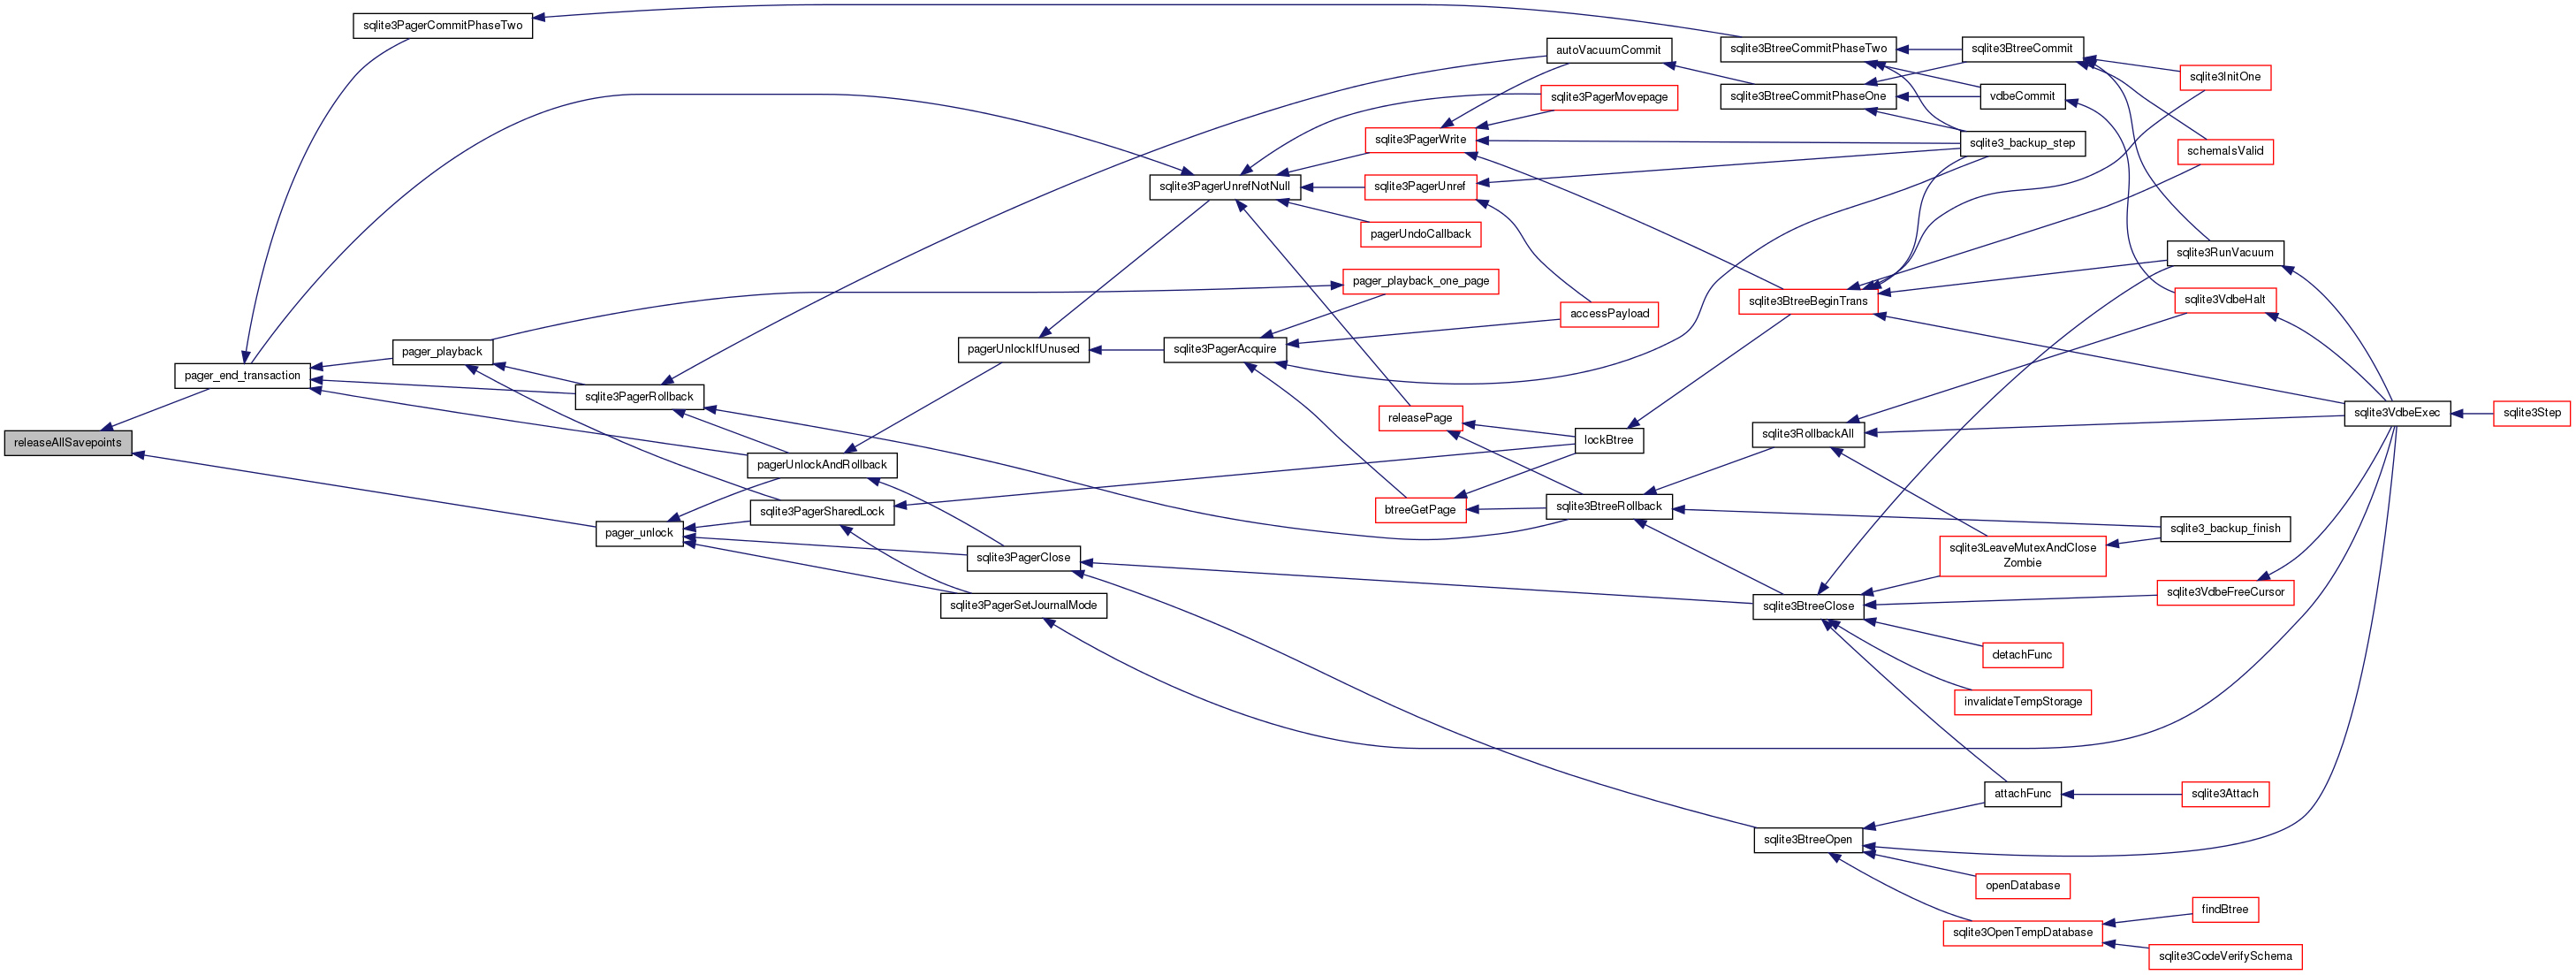 sqlite3PagerCommitPhaseTwo
autoVacuumCommit
sqlite3BtreeCommitPhaseTwo
sqlite3BtreeCommit
sqlite3InitOne
sqlite3PagerMovepage
sqlite3BtreeCommitPhaseOne
vdbeCommit
sqlite3PagerWrite
sqlite3_backup_step
schemaIsValid
sqlite3PagerUnrefNotNull
sqlite3PagerUnref
pagerUndoCallback
sqlite3RunVacuum
pager_playback_one_page
sqlite3BtreeBeginTrans
sqlite3VdbeHalt
accessPayload
pager_playback
pagerUnlockIfUnused
sqlite3PagerAcquire
pager_end_transaction
sqlite3PagerRollback
releasePage
sqlite3VdbeExec
sqlite3Step
releaseAllSavepoints
lockBtree
sqlite3RollbackAll
pagerUnlockAndRollback
sqlite3PagerSharedLock
btreeGetPage
sqlite3BtreeRollback
pager_unlock
sqlite3_backup_finish
sqlite3PagerClose
sqlite3LeaveMutexAndClose
Zombie
sqlite3PagerSetJournalMode
sqlite3BtreeClose
sqlite3VdbeFreeCursor
detachFunc
invalidateTempStorage
attachFunc
sqlite3Attach
sqlite3BtreeOpen
openDatabase
findBtree
sqlite3OpenTempDatabase
sqlite3CodeVerifySchema